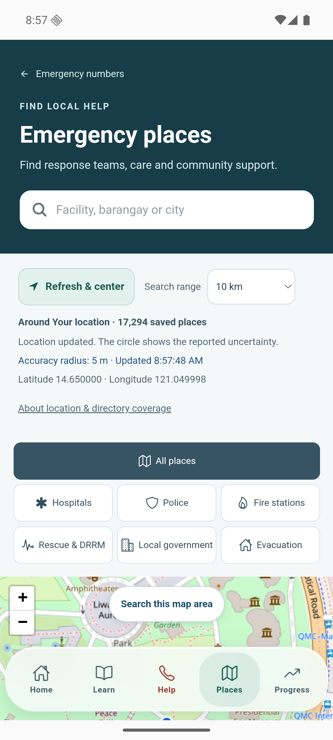 8:57
Emergency numbers
FIND LOCAL HELP
Emergency places
Find response teams, care and community support.
Facility, barangay or city
Refresh & center
Search range
10 km
Around Your location · 17,294 saved places
Location updated. The circle shows the reported uncertainty.
Accuracy radius: 5 m · Updated 8:57:48 AM
Latitude 14.650000 · Longitude 121.049998
About location & directory coverage
All places
Hospitals
Police
Fire stations
Rescue & DRRM
Local government
Evacuation
+
Amphitheater
Search this map area
−
Garden
Park
Home
Learn
Help
Places
Progress
Peace